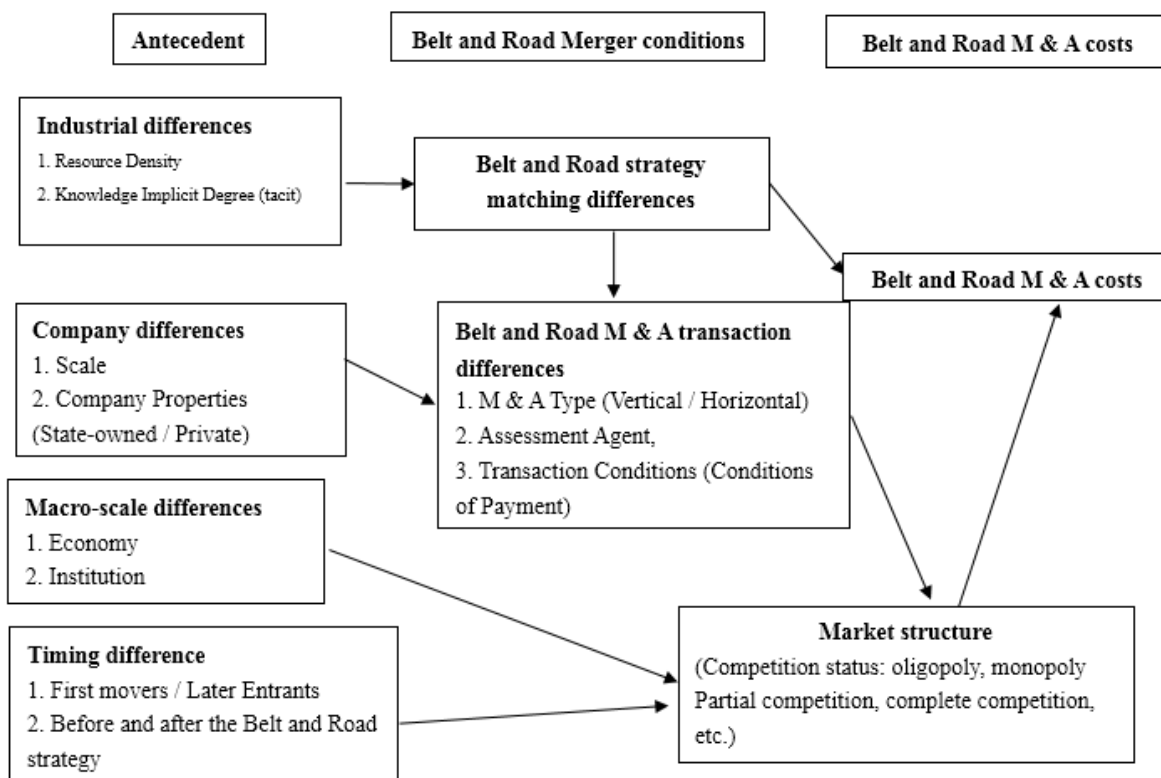 Antecedent
Belt and Road Merger conditions
Belt and Road M & A costs
Industrial differences
1. Resource Density
2. Knowledge Implicit Degree (tacit)
Belt and Road strategy
matching differences
Belt and Road M & A costs
Company differences
1. Scale
2. Company Properties
(State-owned / Private)
Belt and Road M & A transaction
differences
1. M & A Type (Vertical / Horizontal)
2. Assessment Agent,
3. Transaction Conditions (Conditions
of Payment)
Macro-scale differences
1. Economy
2. Institution
Timing difference
1. First movers / Later Entrants
2. Before and after the Belt and Road
strategy
Market structure
(Competition status: oligopoly, monopoly
Partial competition, complete competition,
etc.)